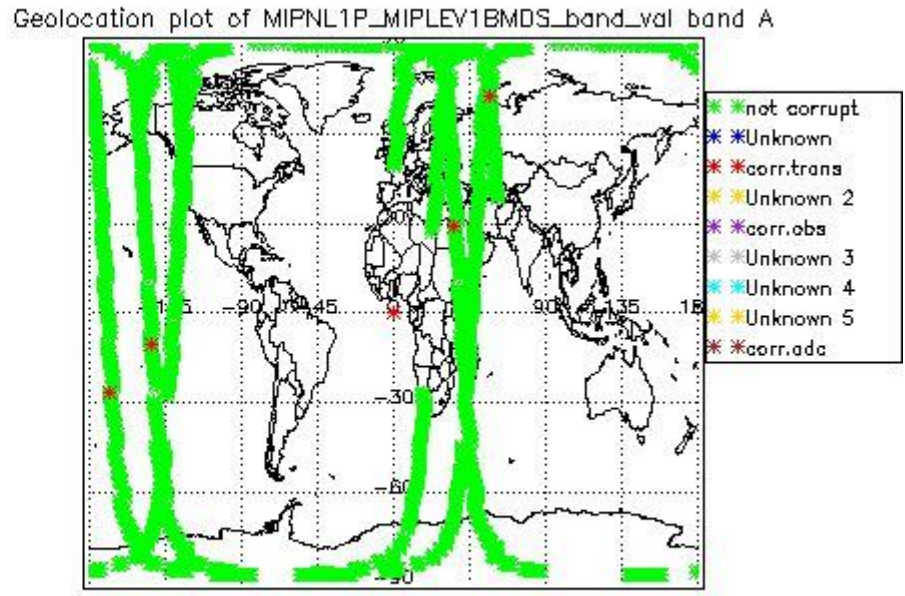 Geolocation plot of MIPNL1P_MIPLEV1BMDS_band_val band A
not corrupt
Unknown
corr.trans
Unknown 2
corr.obs
Unknown 3
Unknown 4
Unknown 5
corr.adc
-90
-45
90
135
-30
-60
-90